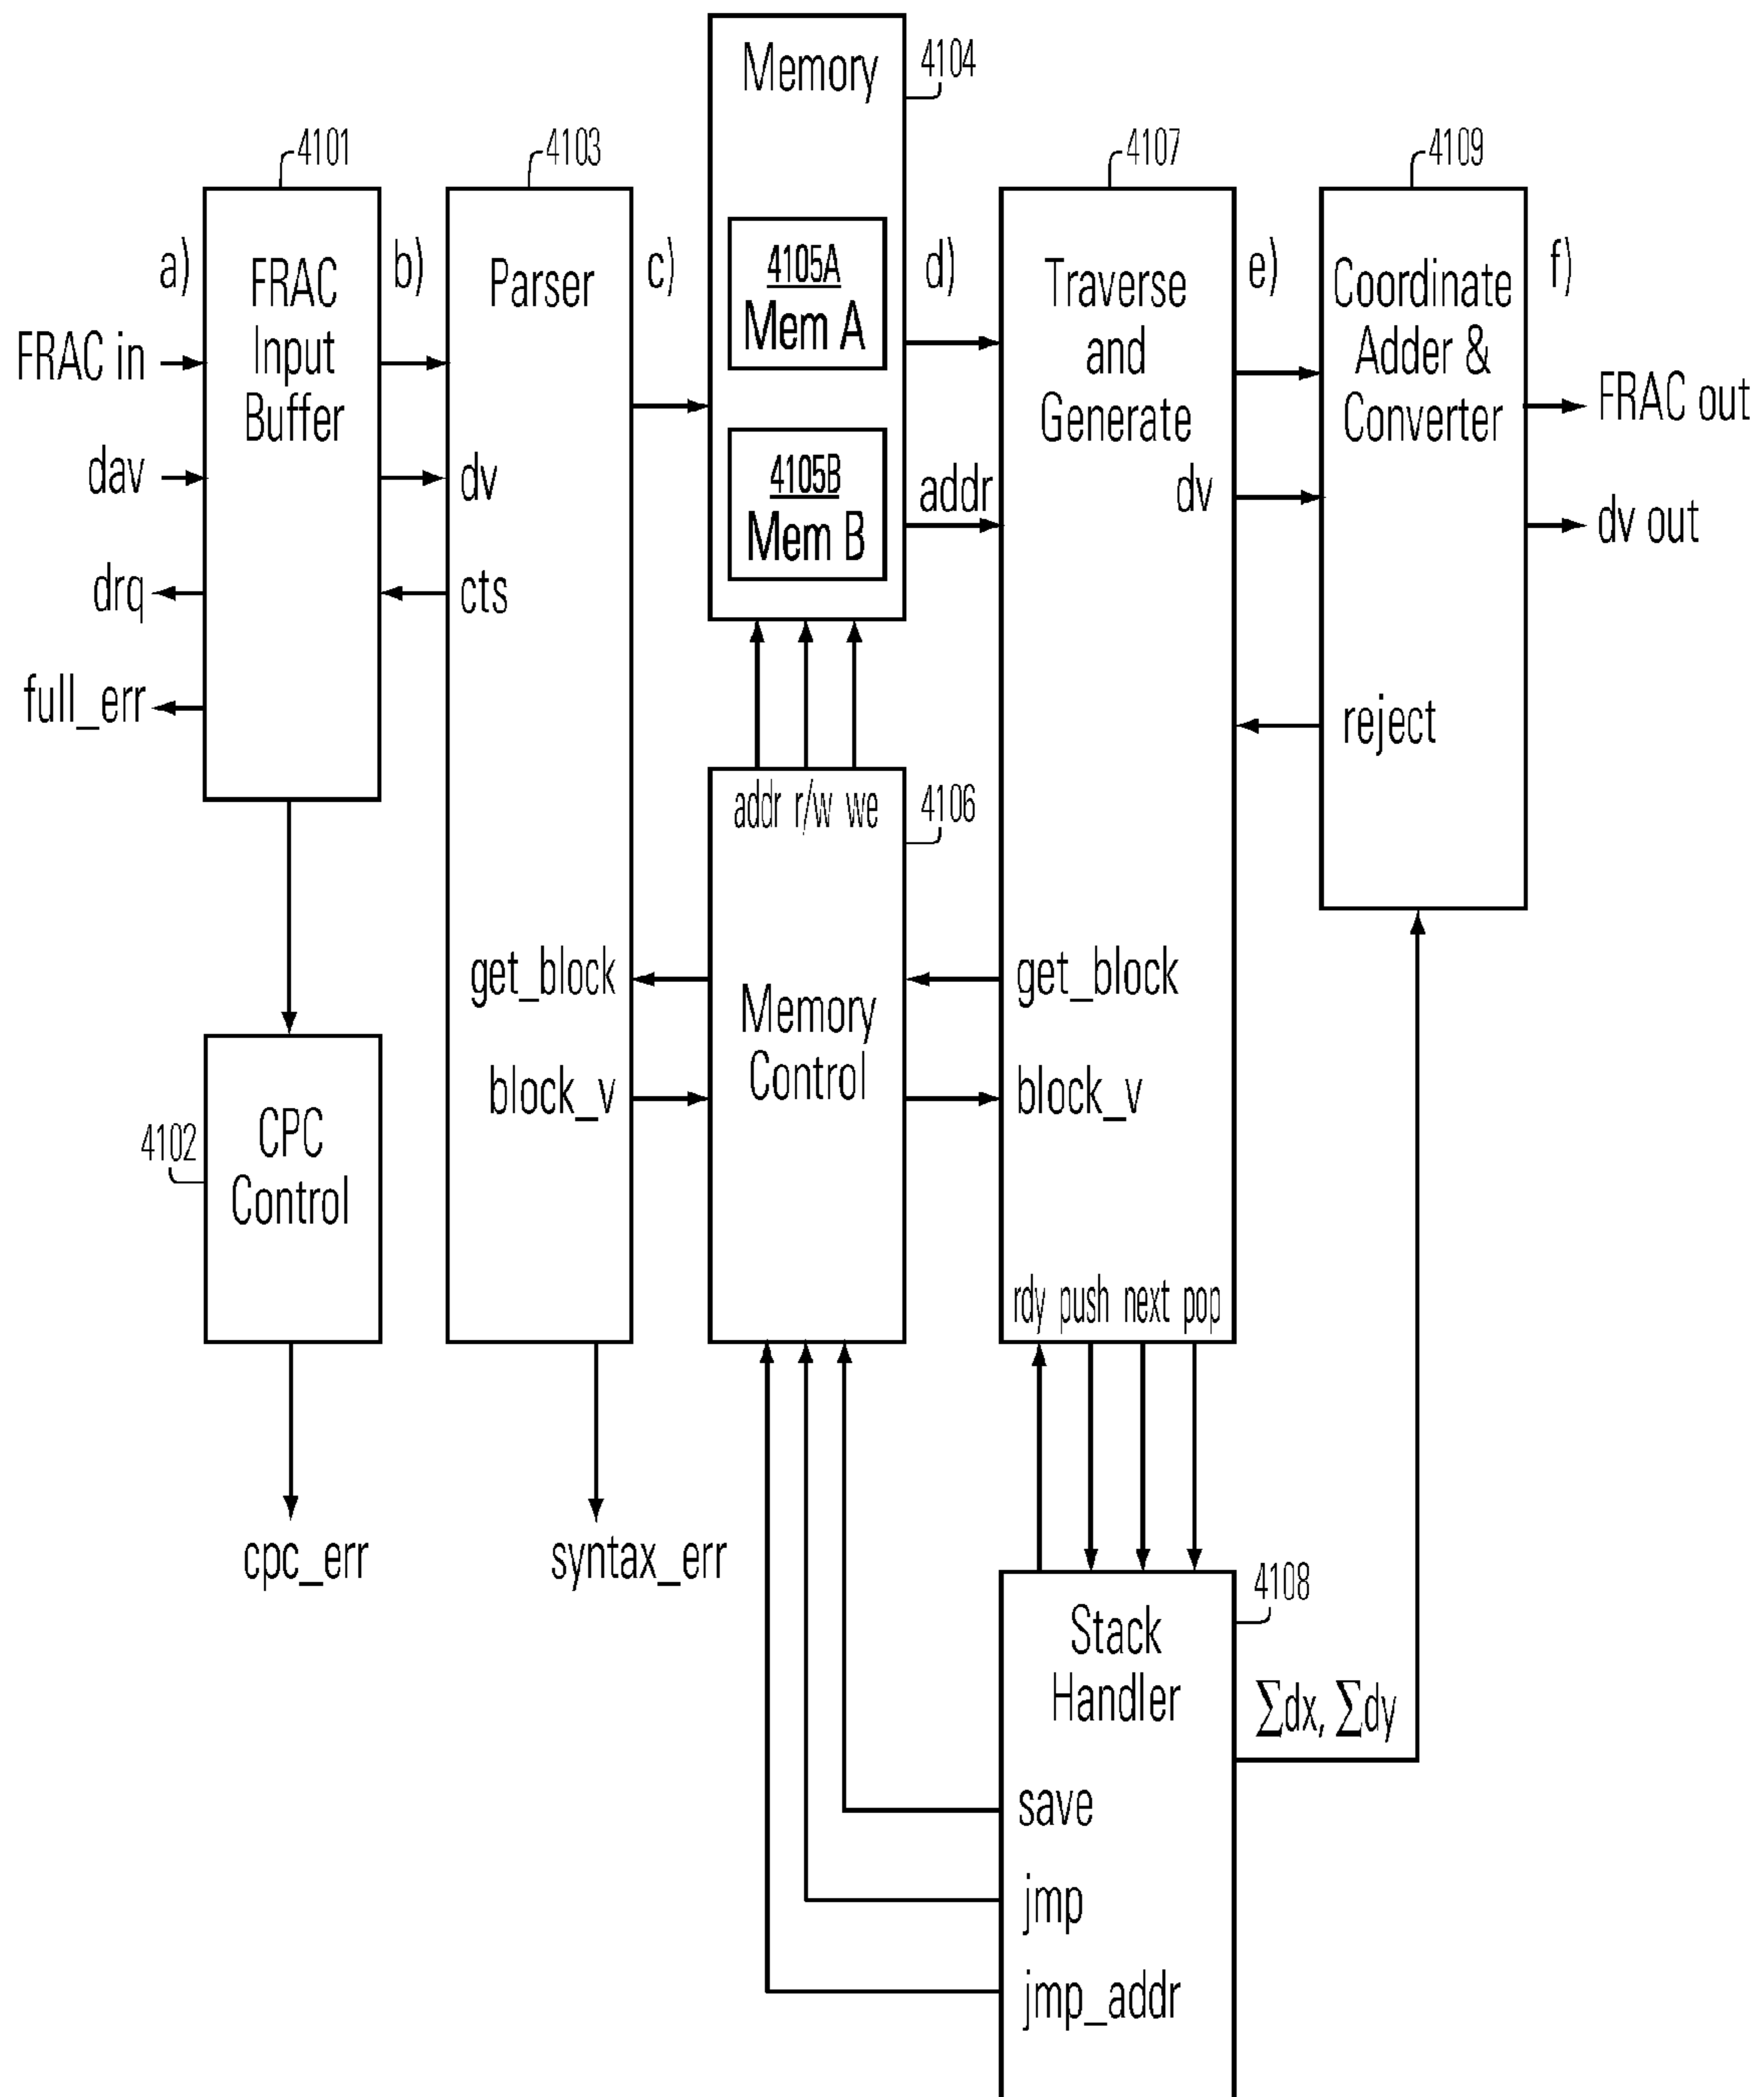 Memory
4104
4101
4103
4107
4109
a)
FRAC
Input
Buffer
b)
Parser
c)
4105A
Mem A
d)
Traverse
and
Generate
e)
Coordinate
Adder &
Converter
f)
FRAC in
FRAC out
dav
dv
4105B
Mem B
addr
dv
dv out
drq
cts
full_err
reject
addr r/w we
4106
get_block
Memory
Control
get_block
block_v
block_v
4102
CPC
Control
rdy push next pop
cpc_err
syntax_err
4108
Stack
Handler
∑dx, ∑dy
save
jmp
jmp_addr